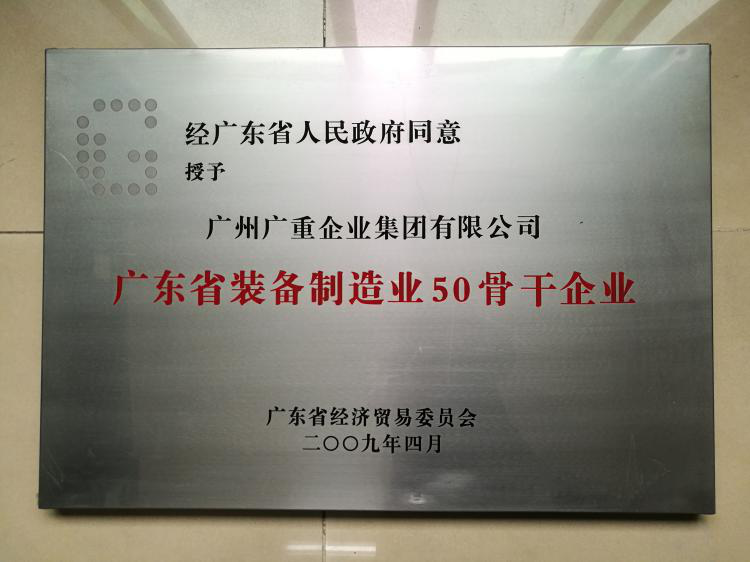 经广东省人民政府同意
授予
广州广重企业集团有限公司
广东省装备制造业50骨干企业
广东省经济贸易委员会
二〇〇九年四月